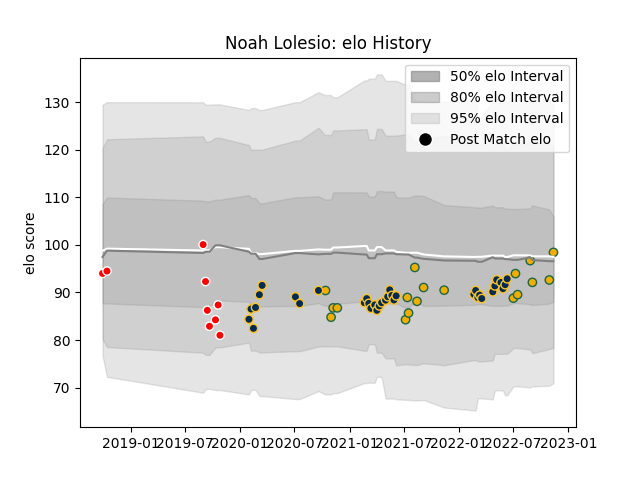 Noah Lolesio: elo History
50% elo Interval
80% elo Interval
95% elo Interval
Post Match elo
elo score
130
120
110
100
90
80
70
2019-01 2019-07 2020-01 2020-07 2021-01 2021-07 2022-01 2022-07 2023-01